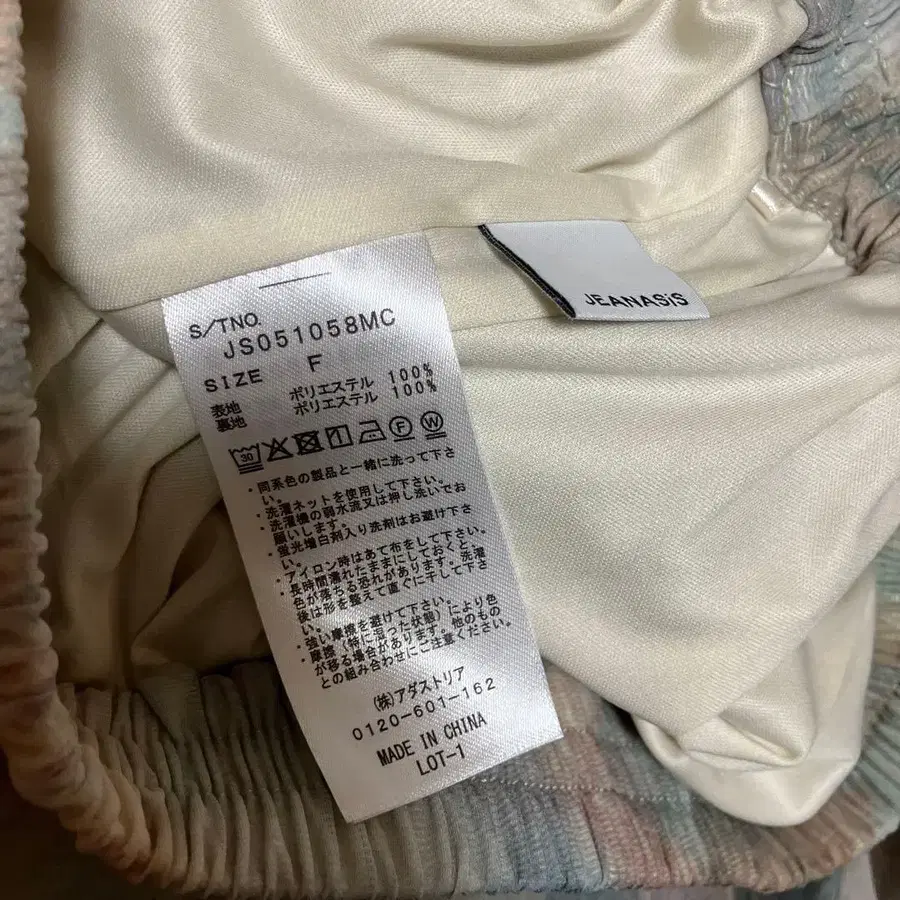 JEANASiS
S/TNO.
JS051058MC
SIZE F
表地 ポリエステル 100%
裏地 ポリエステル 100%
30
F
W
・同系色の製品と一緒に洗って下さ
い。
・洗濯ネットを使用して下さい。
・洗濯機の弱水流又は押し洗いでお
願いします。
・蛍光増白剤入り洗剤はお避け下さ
い。
・アイロン時はあて布をして下さい。
・長時間濡れたままにしておくと、
色が落ちる恐れがあります。洗濯
後は形を整えて直ぐに干して下さ
い。
・強い摩擦を避けて下さい。
・摩擦（特に湿った状態）により色
が移る場合があります。他のもの
との組み合わせにご注意ください。
(株)アダストリア
0120-601-162
MADE IN CHINA
LOT-1